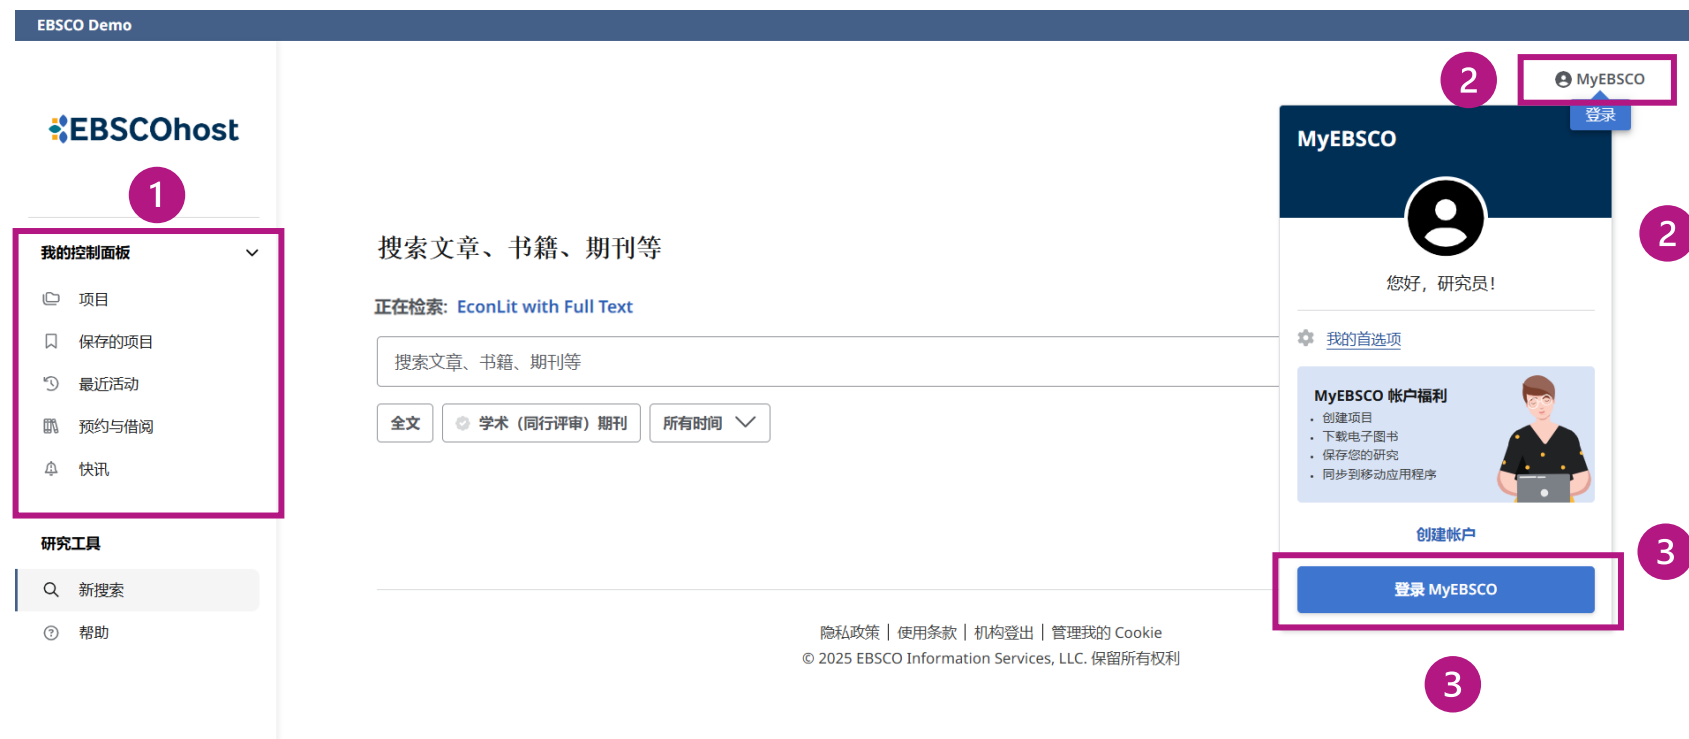 EBSCO Demo
2
MyEBSCO
登录
EBSCOhost
1
我的控制面板
项目
保存的项目
最近活动
预约与借阅
快讯
研究工具
新搜索
帮助
搜索文章、书籍、期刊等
正在检索: EconLit with Full Text
搜索文章、书籍、期刊等
全文
学术（同行评审）期刊
所有时间
MyEBSCO
2
您好，研究员！
我的首选项
MyEBSCO 帐户福利
• 创建项目
• 下载电子图书
• 保存您的研究
• 同步到移动应用程序
创建帐户
3
登录 MyEBSCO
3
隐私政策 | 使用条款 | 机构登出 | 管理我的 Cookie
© 2025 EBSCO Information Services, LLC. 保留所有权利